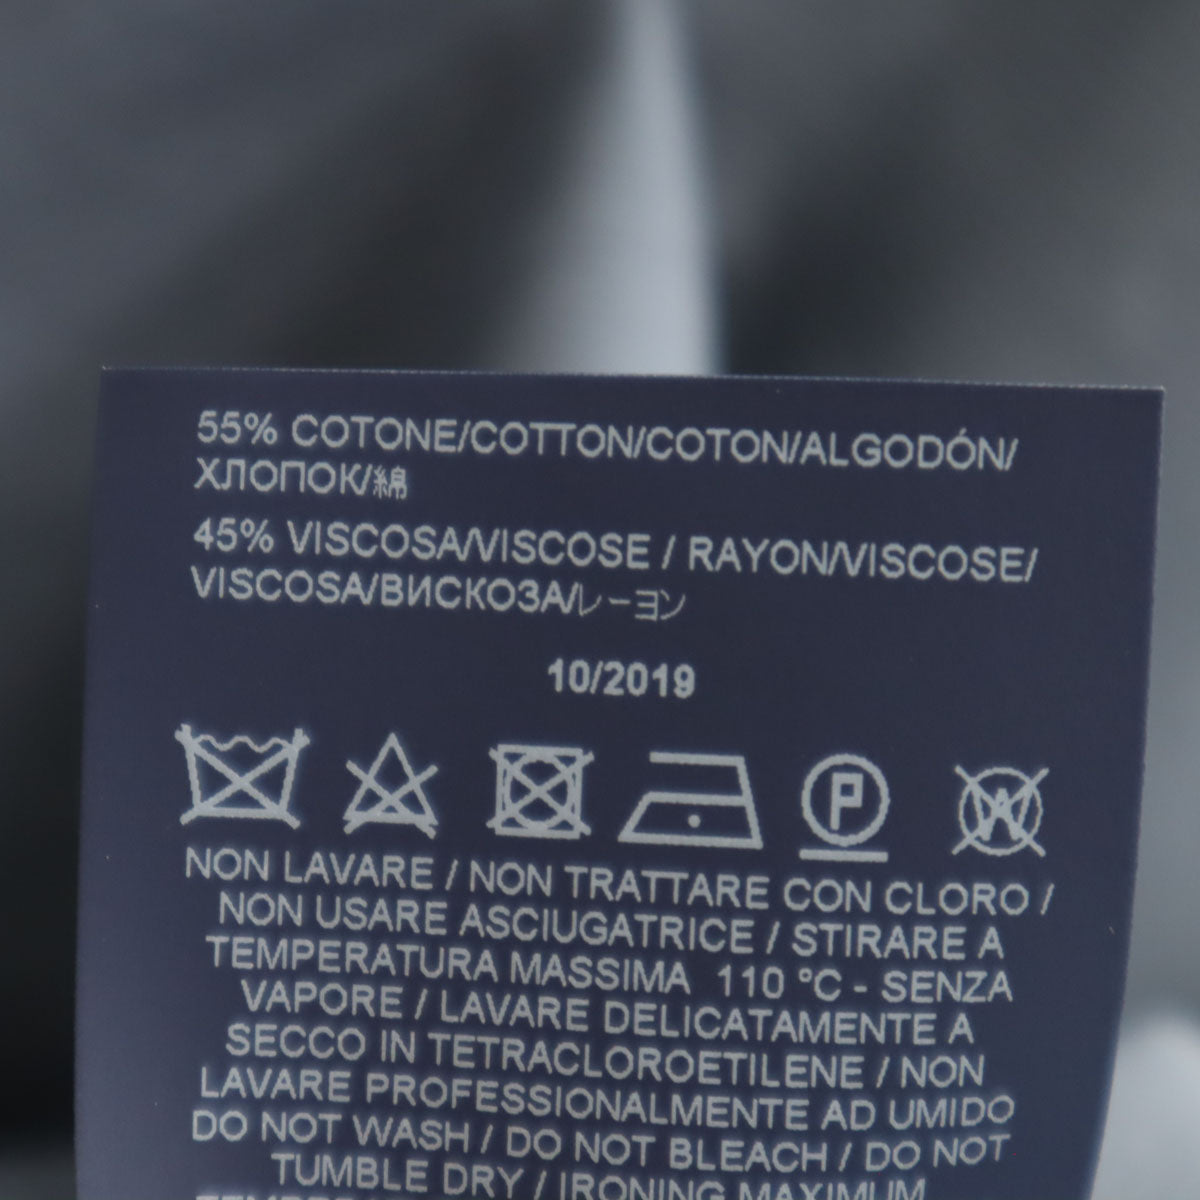 55% COTONE/COTTON/COTON/ALGODÓN/
ХЛОПОК/綿
45% VISCOSA/VISCOSE / RAYON/VISCOSE/
VISCOSA/ВИСКОЗА/レーヨン
10/2019
P W
NON LAVARE / NON TRATTARE CON CLORO /
NON USARE ASCIUGATRICE / STIRARE A
TEMPERATURA MASSIMA 110 °C - SENZA
VAPORE / LAVARE DELICATAMENTE A
SECCO IN TETRACLOROETILENE / NON
LAVARE PROFESSIONALMENTE AD UMIDO
DO NOT WASH / DO NOT BLEACH / DO NOT
TUMBLE DRY / IRONING MAXIMUM